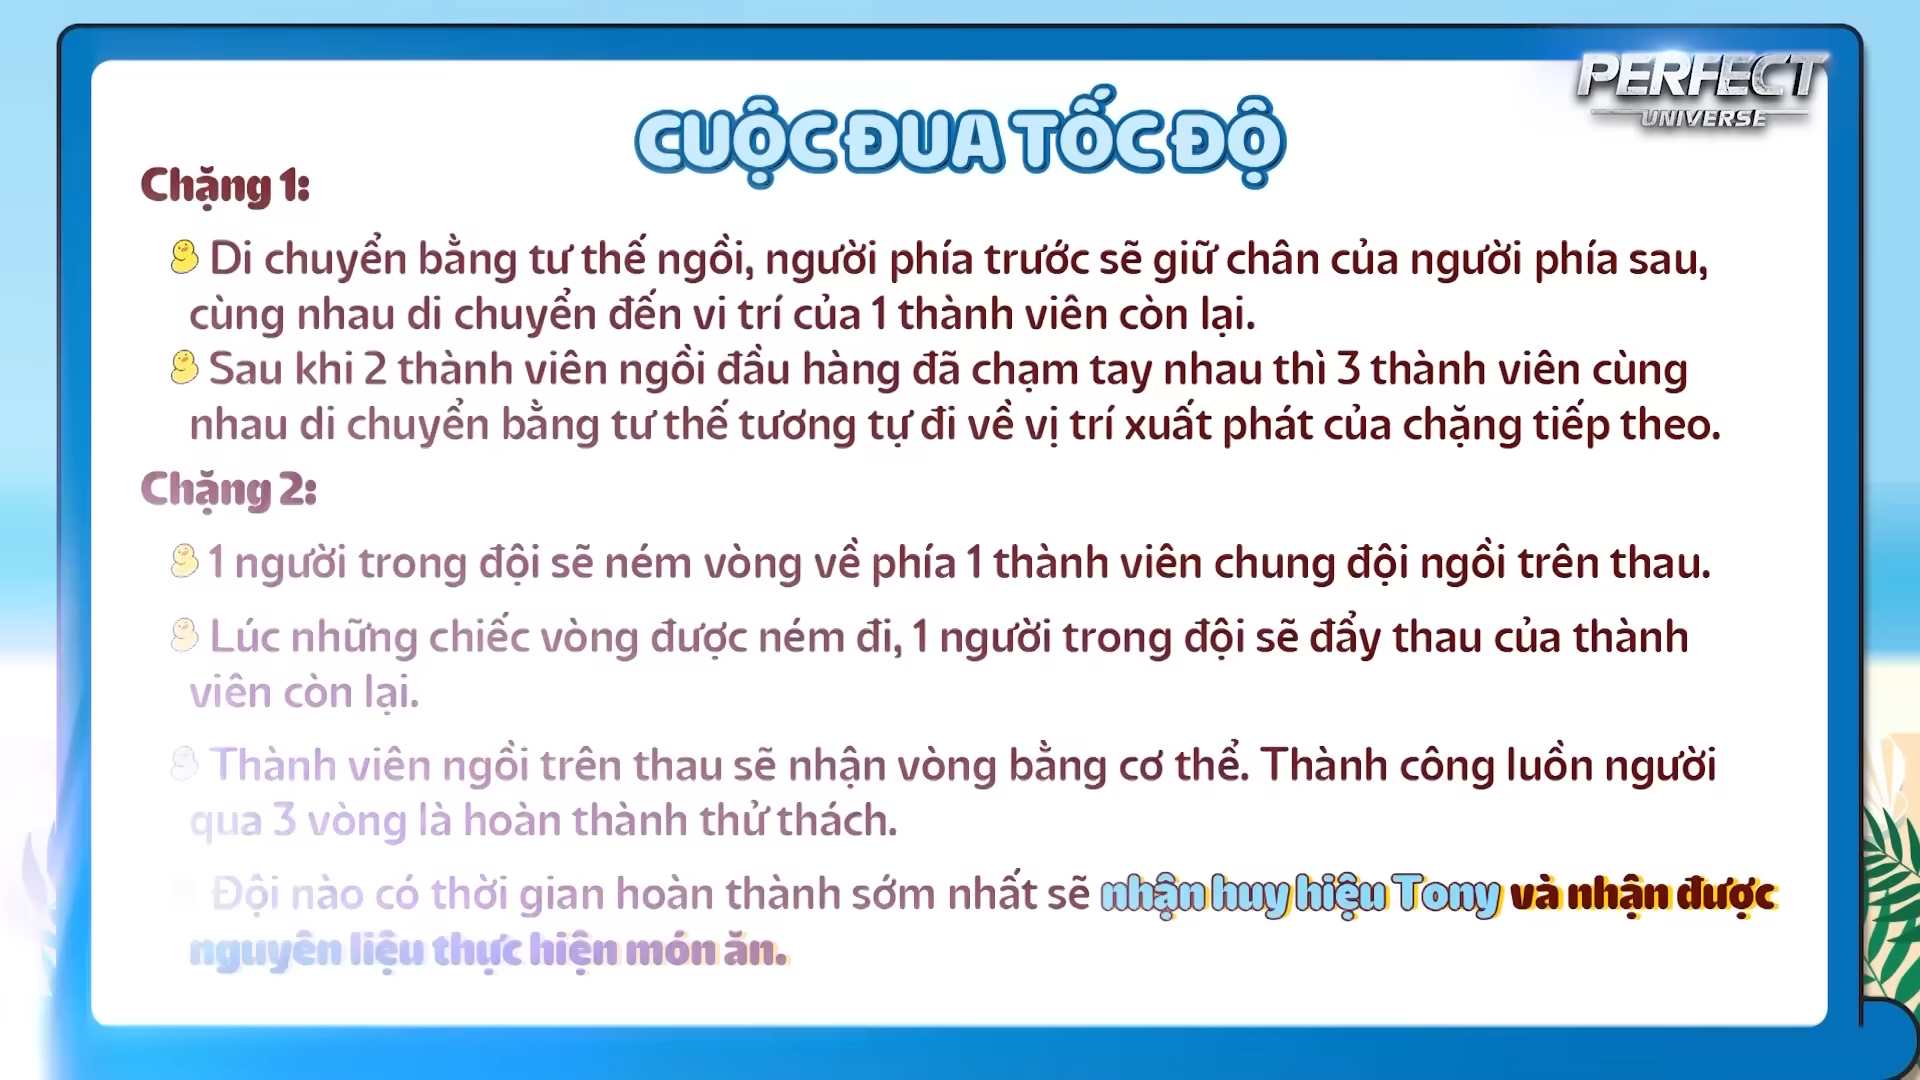 PERFECT
UNIVERSE
CUỘC ĐUA TỐC ĐỘ
Chặng 1:
Di chuyển bằng tư thế ngồi, người phía trước sẽ giữ chân của người phía sau,
cùng nhau di chuyển đến vi trí của 1 thành viên còn lại.
Sau khi 2 thành viên ngồi đầu hàng đã chạm tay nhau thì 3 thành viên cùng
nhau di chuyển bằng tư thế tương tự đi về vị trí xuất phát của chặng tiếp theo.
Chặng 2:
1 người trong đội sẽ ném vòng về phía 1 thành viên chung đội ngồi trên thau.
Lúc những chiếc vòng được ném đi, 1 người trong đội sẽ đẩy thau của thành
viên còn lại.
Thành viên ngồi trên thau sẽ nhận vòng bằng cơ thể. Thành công luồn người
qua 3 vòng là hoàn thành thử thách.
Đội nào có thời gian hoàn thành sớm nhất sẽ nhận huy hiệu Tony và nhận được
nguyên liệu thực hiện món ăn.